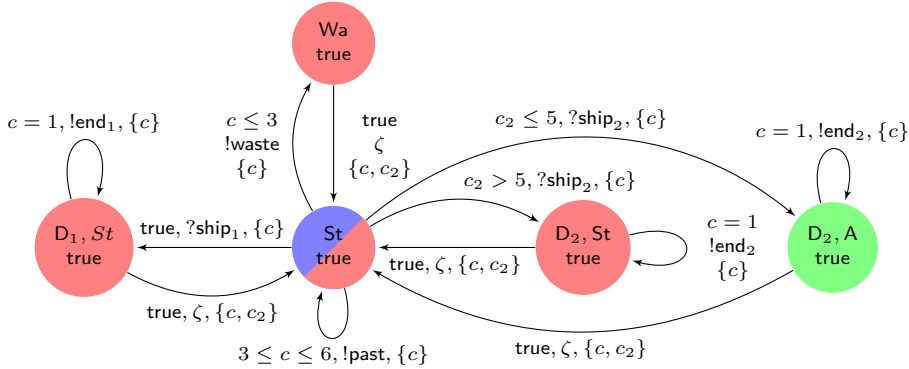 Wa
true
c ≤ 3
!waste
{c}
true
ζ
{c, c₂}
c = 1, !end₁, {c}
c₂ ≤ 5, ?ship₂, {c}
c = 1, !end₂, {c}
c₂ > 5, ?ship₂, {c}
D₁, St
true
true, ?ship₁, {c}
St
true
D₂, St
true
c = 1
!end₂
{c}
D₂, A
true
true, ζ, {c, c₂}
true, ζ, {c, c₂}
3 ≤ c ≤ 6, !past, {c}
true, ζ, {c, c₂}